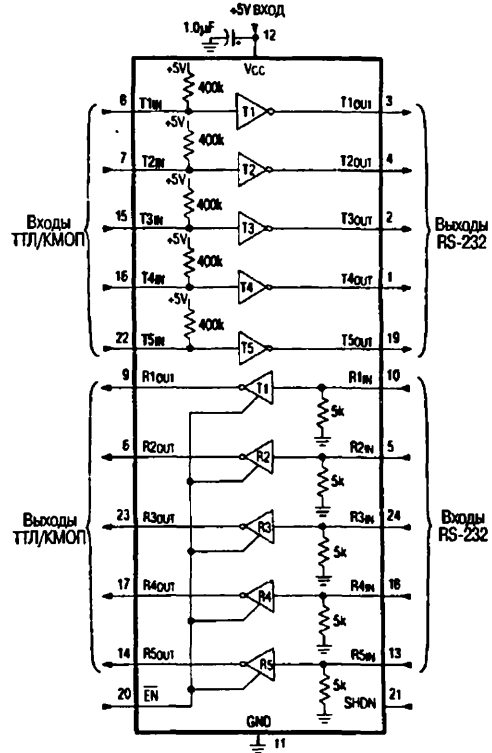 +5V ВХОД
1.0μF
12
Vcc
+5V
400k
8 T1IN T1 T1OUT 3
+5V
400k
7 T2IN T2 T2OUT 4
+5V
400k
15 T3IN T3 T3OUT 2
+5V
400k
16 T4IN T4 T4OUT 1
+5V
400k
22 T5IN T5 T5OUT 19
Входы
ТТЛ/КМОП
Выходы
RS-232
9 R1OUT T1 R1IN 10
5k
6 R2OUT R2 R2IN 5
5k
23 R3OUT R3 R3IN 24
5k
17 R4OUT R4 R4IN 16
5k
14 R5OUT R5 R5IN 13
5k
Выходы
ТТЛ/КМОП
Входы
RS-232
20 EN SHDN 21
GND
11